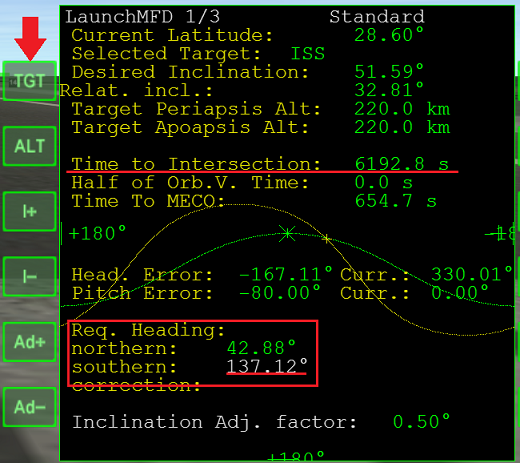 LaunchMFD 1/3 Standard
Current Latitude: 28.60°
Selected Target: ISS
TGT
Desired Inclination: 51.59°
Relat. incl.: 32.81°
Target Periapsis Alt: 220.0 km
Target Apoapsis Alt: 220.0 km
ALT
Time to Intersection: 6192.8 s
Half of Orb.V. Time: 0.0 s
Time To MECO: 654.7 s
I+
+180° -18
Head. Error: -167.11° Curr.: 330.01°
I-
Pitch Error: -80.00° Curr.: 0.00°
Req. Heading:
Ad+
northern: 42.88°
southern: 137.12°
correction:
Ad-
Inclination Adj. factor: 0.50°
+180°